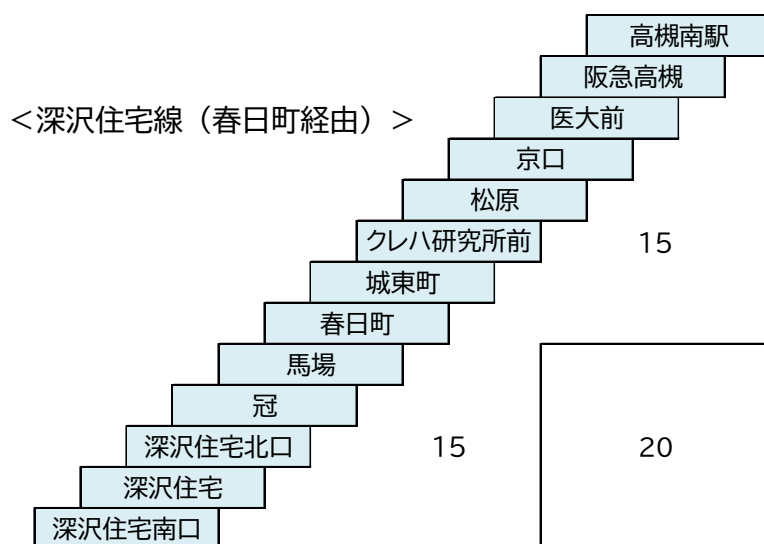 高槻南駅
阪急高槻
<深沢住宅線（春日町経由）>
医大前
京口
松原
クレハ研究所前
15
城東町
春日町
馬場
冠
深沢住宅北口
15
20
深沢住宅
深沢住宅南口